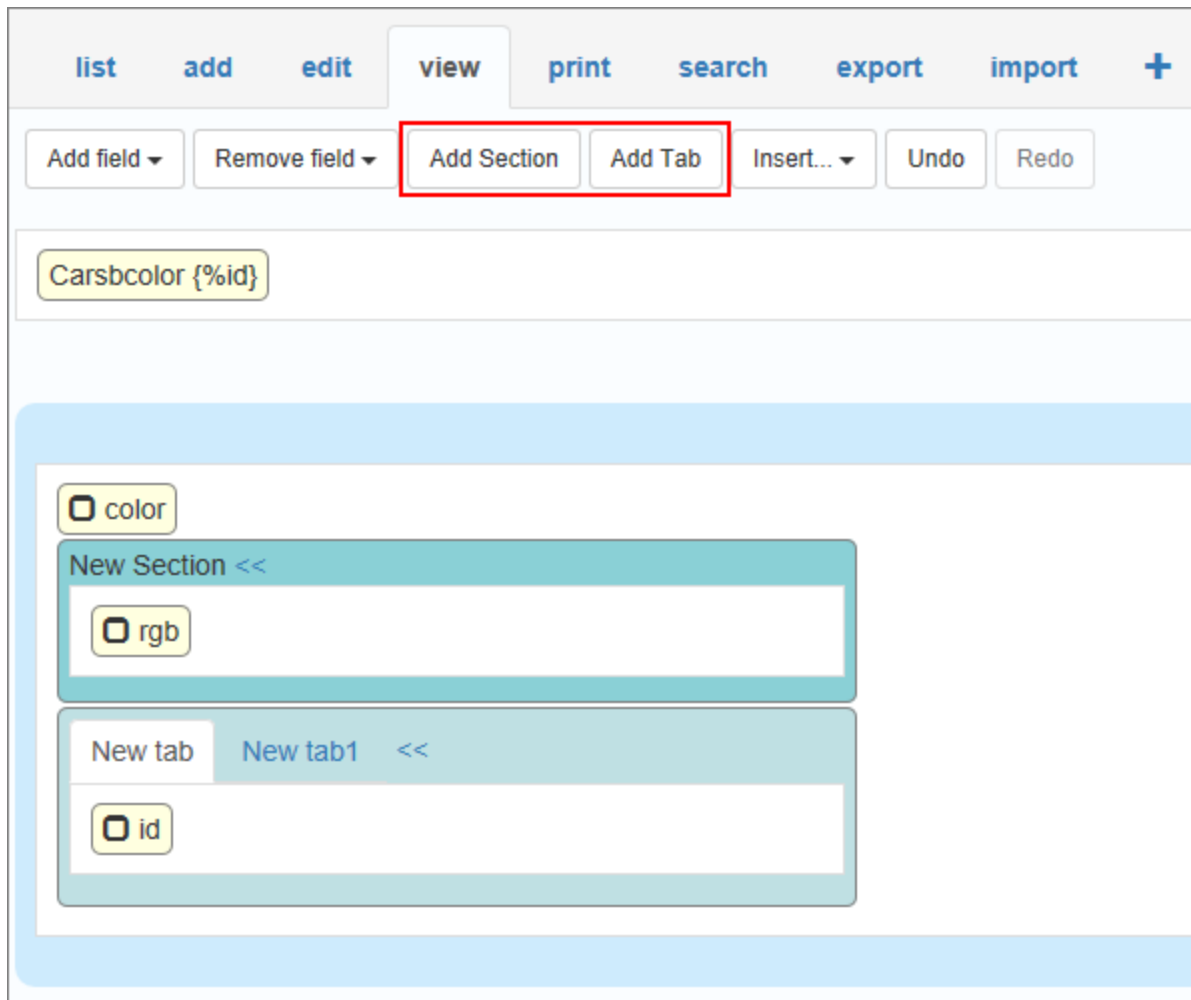 list add edit view print search export import +
Add field Remove field Add Section Add Tab Insert... Undo Redo
Carsbcolor {%id}
color
New Section <<
rgb
New tab New tab1 <<
id